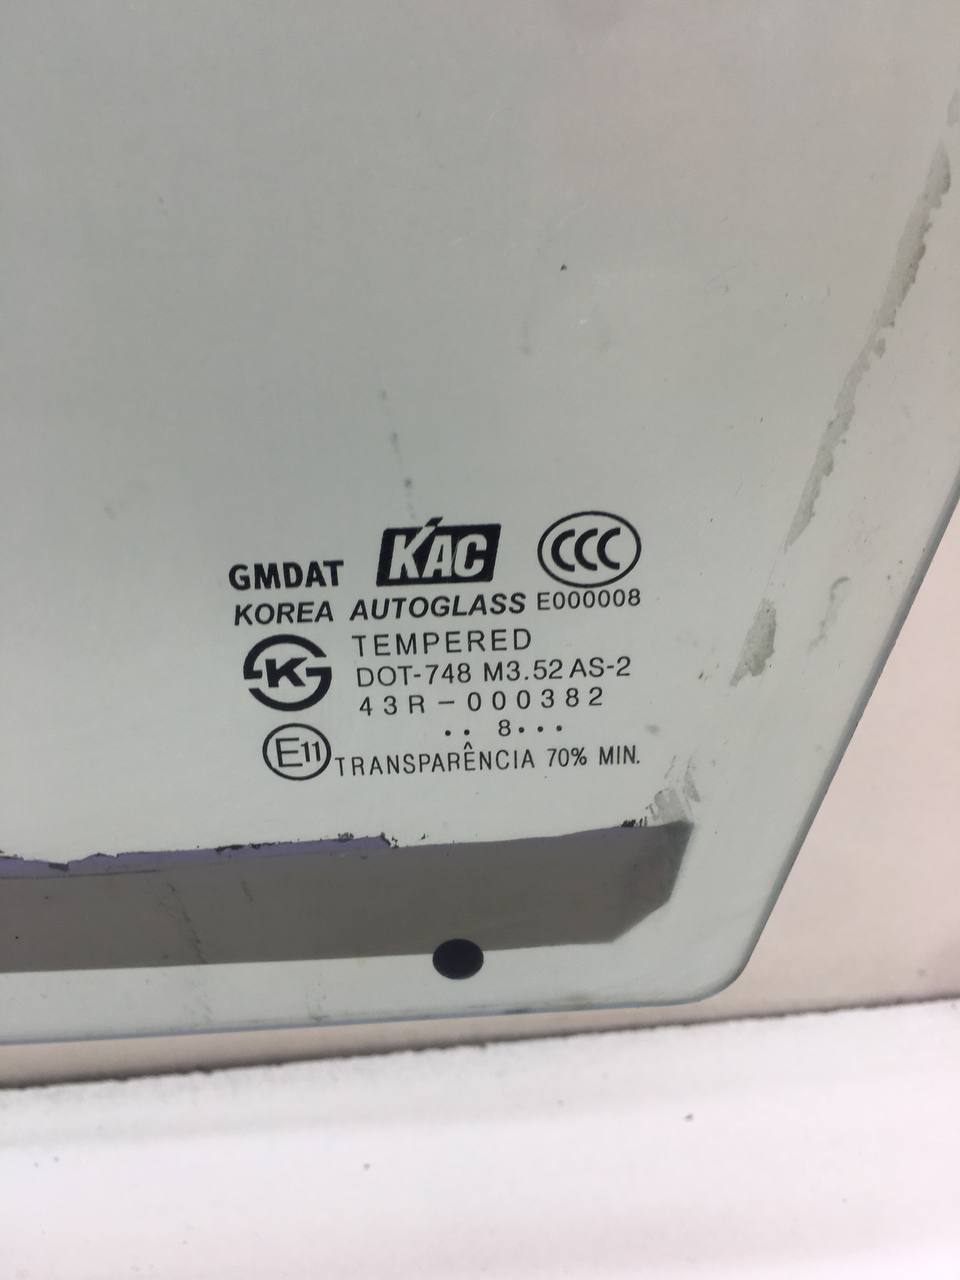 GMDAT KAC CCC
KOREA AUTOGLASS E000008
TEMPERED
K DOT-748 M3.52 AS-2
43R-000382
.. 8...
E11 TRANSPARÊNCIA 70% MIN.